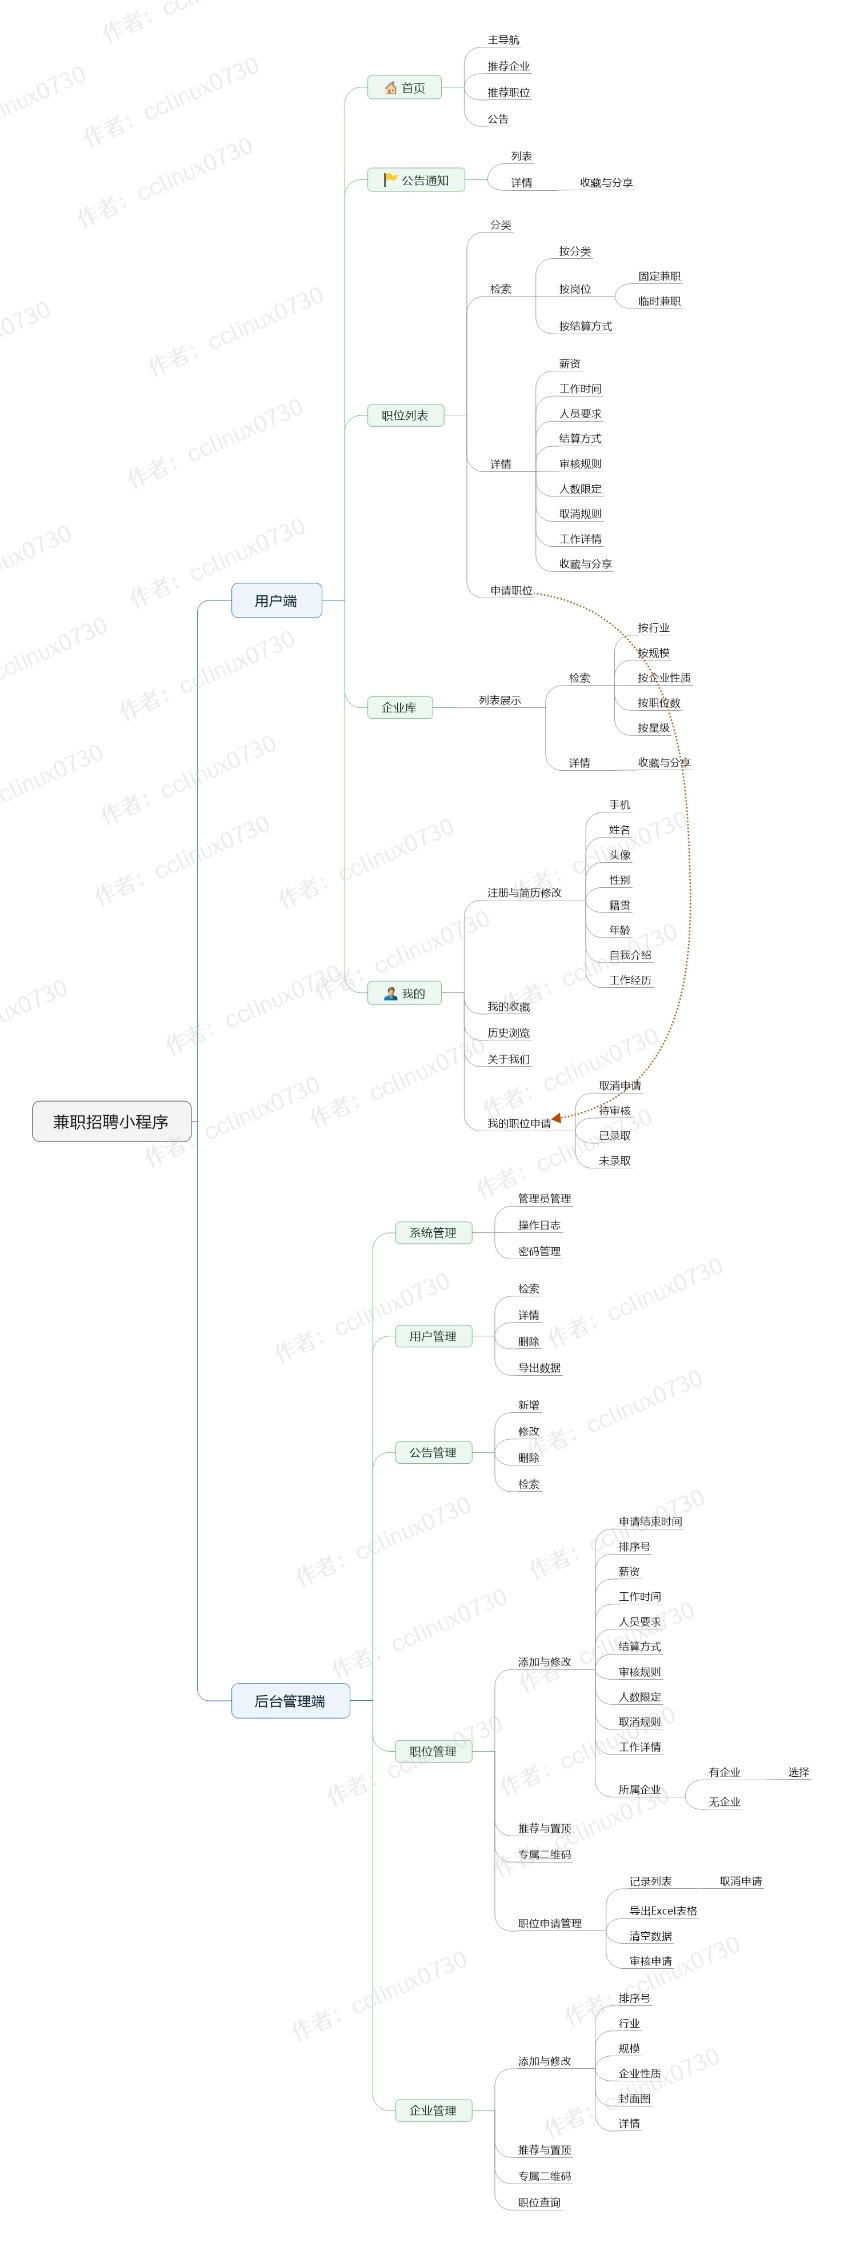 兼职招聘小程序
用户端
首页
主导航
推荐企业
推荐职位
公告
公告通知
列表
详情
收藏与分享
职位列表
分类
检索
按分类
按岗位
固定兼职
临时兼职
按结算方式
详情
薪资
工作时间
人员要求
结算方式
审核规则
人数限定
取消规则
工作详情
收藏与分享
申请职位
企业库
列表展示
检索
按行业
按规模
按企业性质
按职位数
按星级
详情
收藏与分享
我的
注册与简历修改
手机
姓名
头像
性别
籍贯
年龄
自我介绍
工作经历
我的收藏
历史浏览
关于我们
我的职位申请
取消申请
待审核
已录取
未录取
后台管理端
系统管理
管理员管理
操作日志
密码管理
用户管理
检索
详情
删除
导出数据
公告管理
新增
修改
删除
检索
职位管理
添加与修改
申请结束时间
排序号
薪资
工作时间
人员要求
结算方式
审核规则
人数限定
取消规则
工作详情
所属企业
有企业
选择
无企业
推荐与置顶
专属二维码
职位申请管理
记录列表
取消申请
导出Excel表格
清空数据
审核申请
企业管理
添加与修改
排序号
行业
规模
企业性质
封面图
详情
推荐与置顶
专属二维码
职位查询
作者：cclinux0730